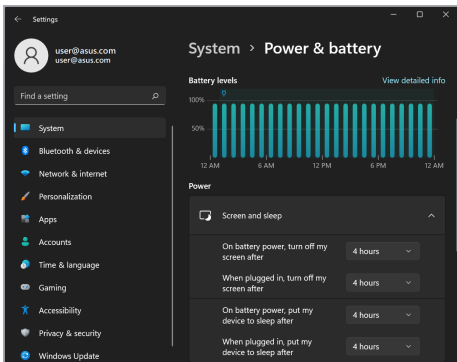 Settings
user@asus.com
user@asus.com
Find a setting
System
Bluetooth & devices
Network & internet
Personalization
Apps
Accounts
Time & language
Gaming
Accessibility
Privacy & security
Windows Update
System > Power & battery
Battery levels View detailed info
100%
50%
12 AM 6 AM 12 PM 6 PM 12 AM
Power
Screen and sleep
On battery power, turn off my
screen after
4 hours
When plugged in, turn off my
screen after
4 hours
On battery power, put my
device to sleep after
4 hours
When plugged in, put my
device to sleep after
4 hours